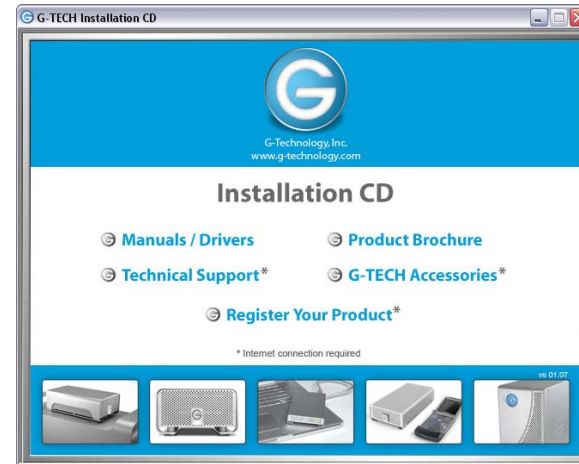 G-TECH Installation CD
G-Technology, Inc.
www.g-technology.com
Installation CD
Manuals / Drivers
Product Brochure
Technical Support*
G-TECH Accessories*
Register Your Product*
* Internet connection required
vs 01.07